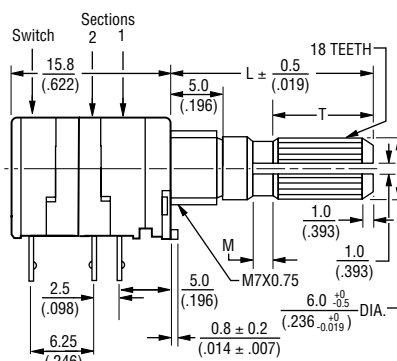 Sections
Switch 2 1
18 TEETH
15.8
(.622)
L ± 0.5
(.019)
5.0
(.196)
T
1.0
(.393)
M
M7X0.75
1.0
(.393)
2.5
(.098)
5.0
(.196)
6.0 +0 -0.5 DIA.
(.236 +0 -0.019)
0.8 ± 0.2
(.014 ± .007)
6.25
(.246)